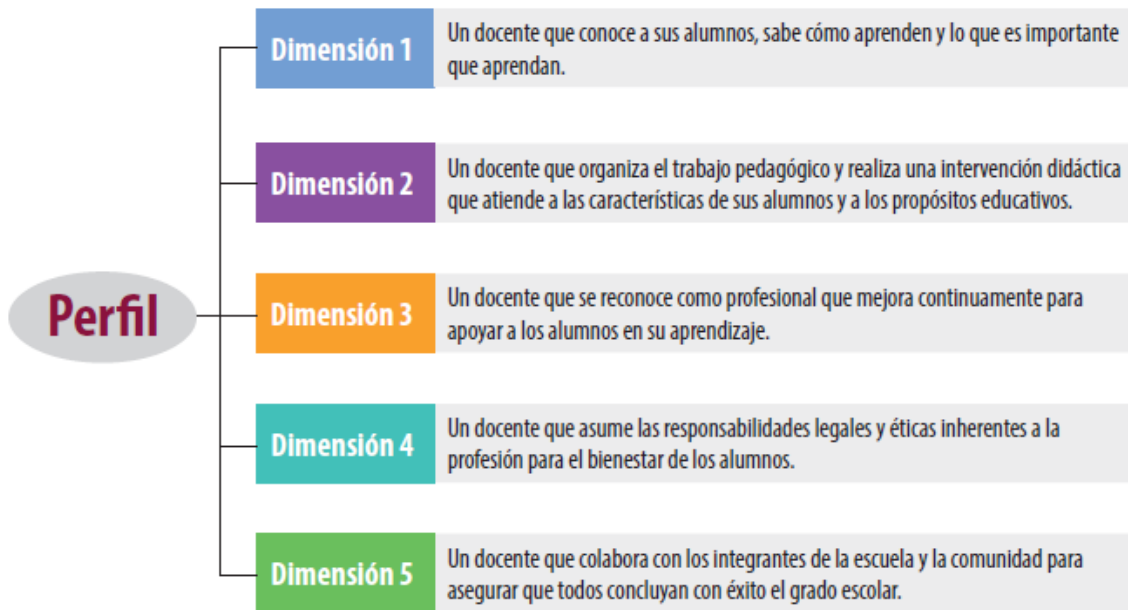 Perfil
Dimensión 1
Un docente que conoce a sus alumnos, sabe cómo aprenden y lo que es importante
que aprendan.
Dimensión 2
Un docente que organiza el trabajo pedagógico y realiza una intervención didáctica
que atiende a las características de sus alumnos y a los propósitos educativos.
Dimensión 3
Un docente que se reconoce como profesional que mejora continuamente para
apoyar a los alumnos en su aprendizaje.
Dimensión 4
Un docente que asume las responsabilidades legales y éticas inherentes a la
profesión para el bienestar de los alumnos.
Dimensión 5
Un docente que colabora con los integrantes de la escuela y la comunidad para
asegurar que todos concluyan con éxito el grado escolar.